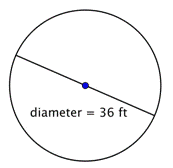 diameter = 36 ft